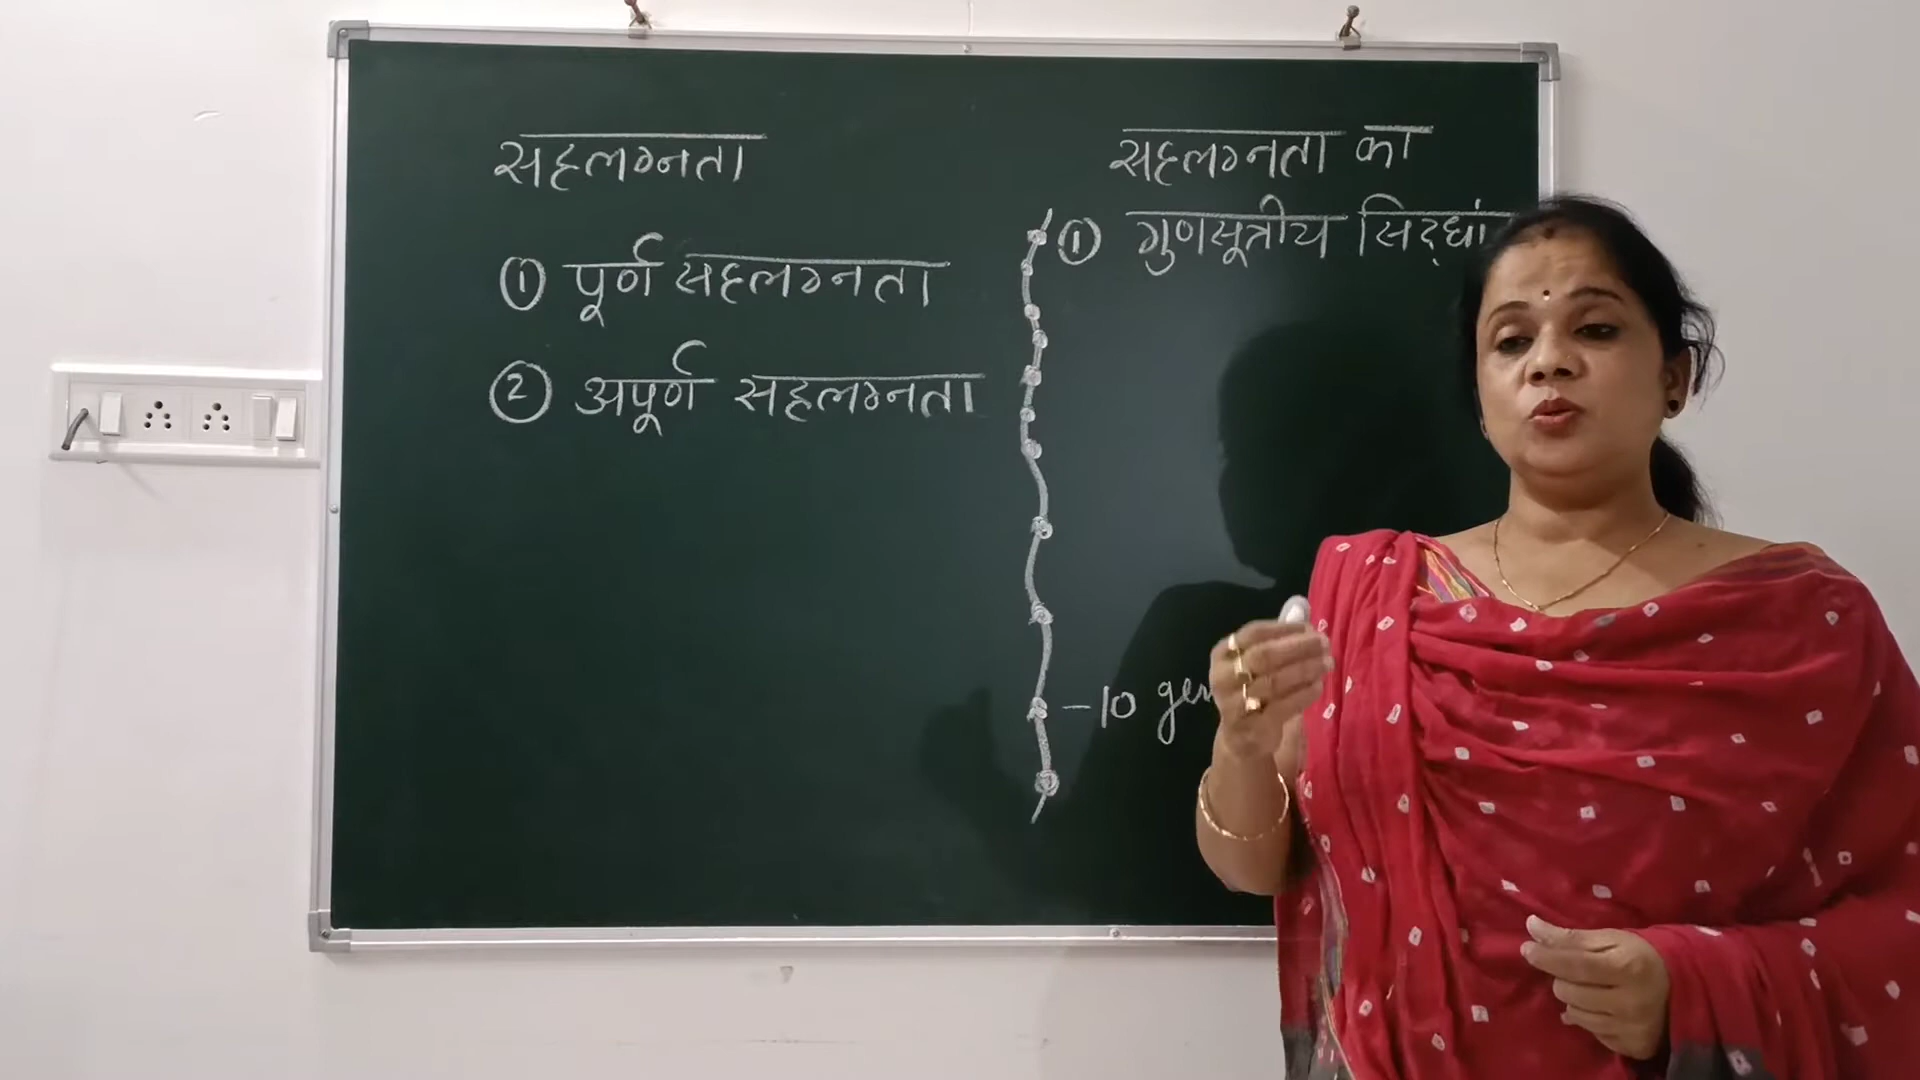 सहलग्नता
① पूर्ण सहलग्नता
② अपूर्ण सहलग्नता
सहलग्नता का
① गुणसूत्रीय
-10